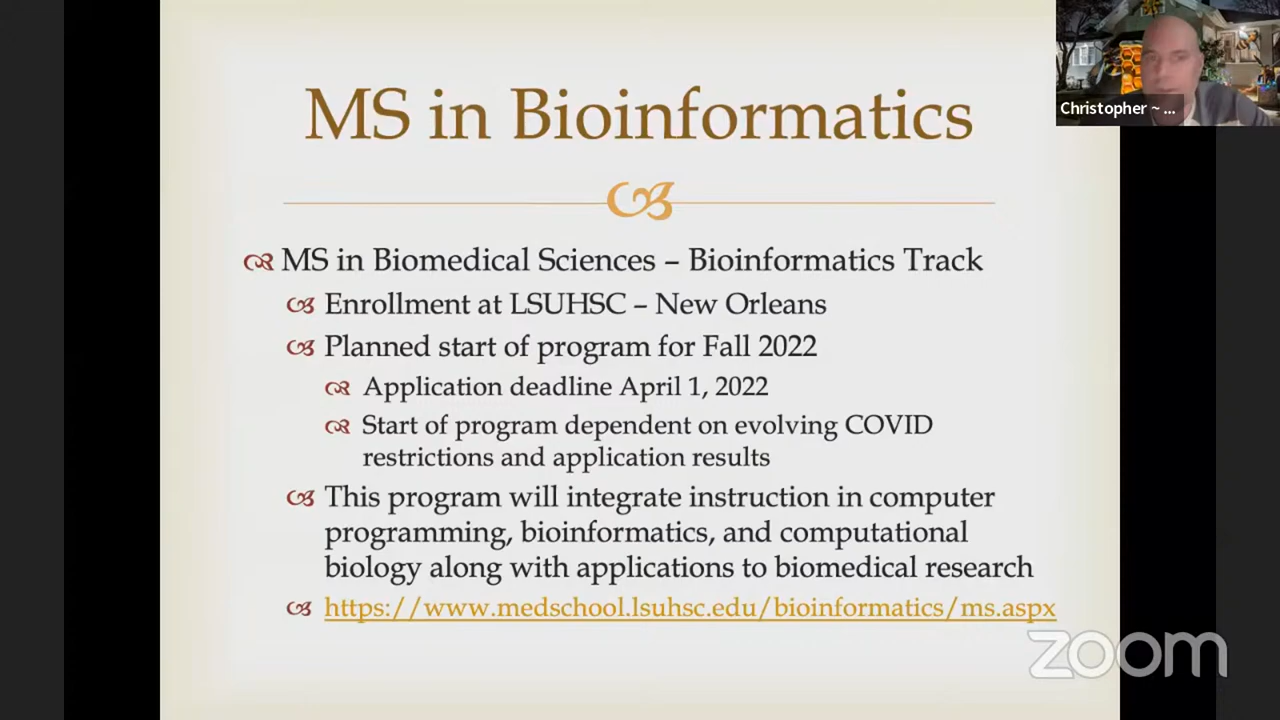 MS in Bioinformatics
Christopher ~ ...
MS in Biomedical Sciences – Bioinformatics Track
Enrollment at LSUHSC – New Orleans
Planned start of program for Fall 2022
Application deadline April 1, 2022
Start of program dependent on evolving COVID
restrictions and application results
This program will integrate instruction in computer
programming, bioinformatics, and computational
biology along with applications to biomedical research
https://www.medschool.lsuhsc.edu/bioinformatics/ms.aspx
zoom